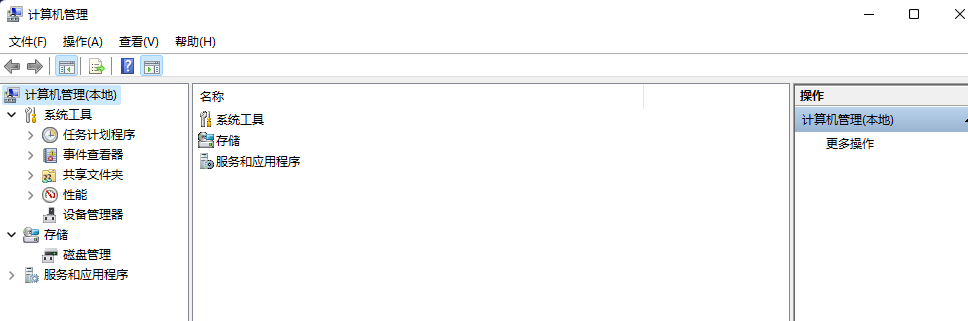 计算机管理
文件(F) 操作(A) 查看(V) 帮助(H)
计算机管理(本地)
系统工具
任务计划程序
事件查看器
共享文件夹
性能
设备管理器
存储
磁盘管理
服务和应用程序
名称
系统工具
存储
服务和应用程序
操作
计算机管理(本地)
更多操作